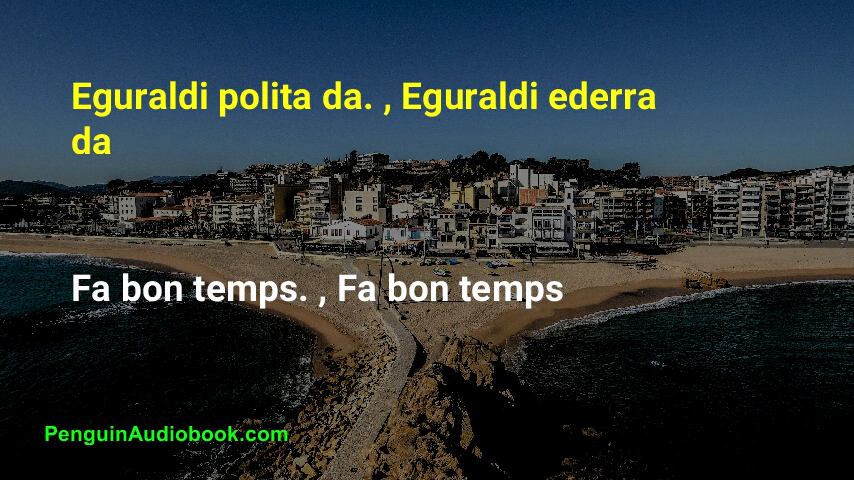 Eguraldi polita da. , Eguraldi ederra
da
Fa bon temps. , Fa bon temps
PenguinAudiobook.com